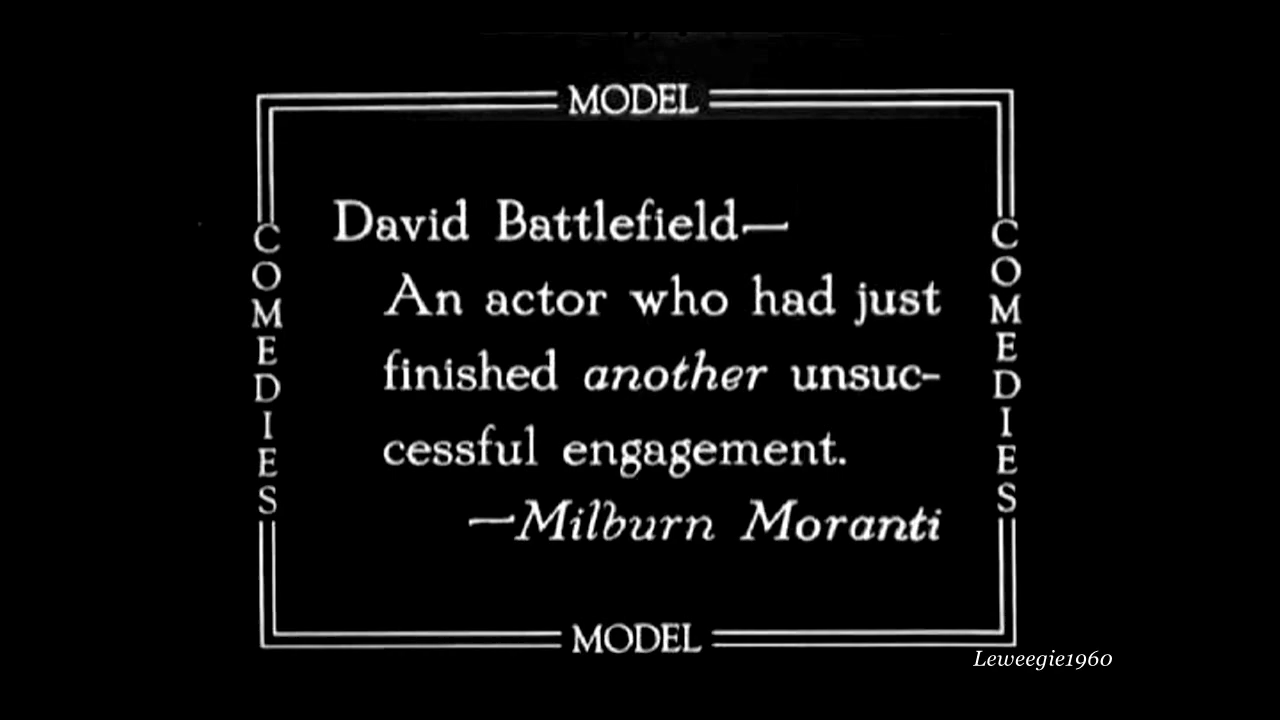 MODEL
COMEDIES
COMEDIES
David Battlefield—
An actor who had just
finished another unsuc-
cessful engagement.
—Milburn Moranti
MODEL
Leweegie1960